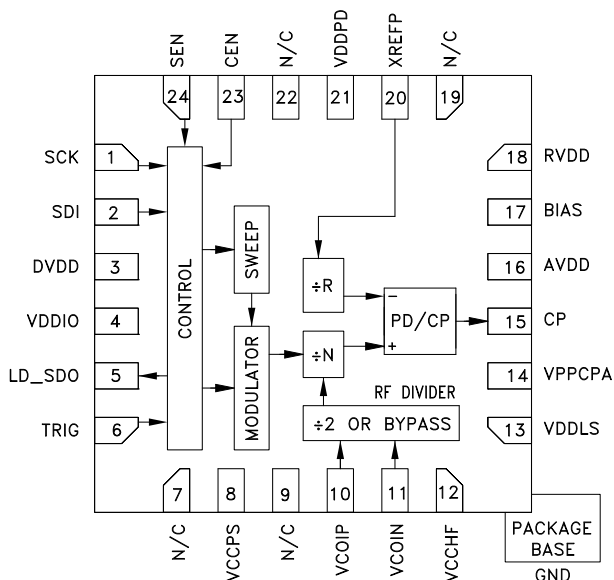 SEN
CEN
N/C
VDDPD
XREFP
N/C
24
23
22
21
20
19
SCK
1
18
RVDD
SDI
2
17
BIAS
DVDD
3
16
AVDD
VDDIO
4
15
CP
LD_SDO
5
14
VPPCPA
TRIG
6
13
VDDLS
CONTROL
SWEEP
MODULATOR
÷R
÷N
−
PD/CP
+
RF DIVIDER
÷2 OR BYPASS
7
8
9
10
11
12
N/C
VCCPS
N/C
VCOIP
VCOIN
VCCHF
PACKAGE
BASE
GND